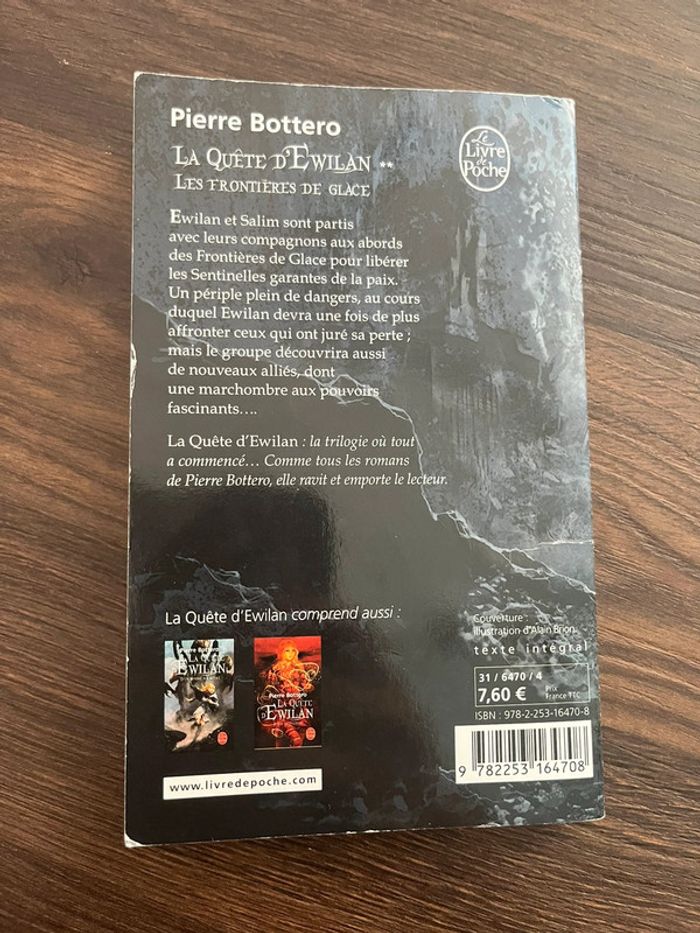 Pierre Bottero
LA QUÊTE D'EWILAN **
LES FRONTIÈRES DE GLACE
Le
Livre
de
Poche
Ewilan et Salim sont partis
avec leurs compagnons aux abords
des Frontières de Glace pour libérer
les Sentinelles garantes de la paix.
Un périple plein de dangers, au cours
duquel Ewilan devra une fois de plus
affronter ceux qui ont juré sa perte ;
mais le groupe découvrira aussi
de nouveaux alliés, dont
une marchombre aux pouvoirs
fascinants….
La Quête d'Ewilan : la trilogie où tout
a commencé… Comme tous les romans
de Pierre Bottero, elle ravit et emporte le lecteur.
La Quête d'Ewilan comprend aussi :
Pierre Bottero
LA QUÊTE
D'EWILAN
Pierre Bottero
LA QUÊTE
D'EWILAN
www.livredepoche.com
Couverture :
Illustration d'Alain Brion.
texte intégral
31 / 6470 / 4
7,60 € Prix
France TTC
ISBN : 978-2-253-16470-8
9 782253 164708